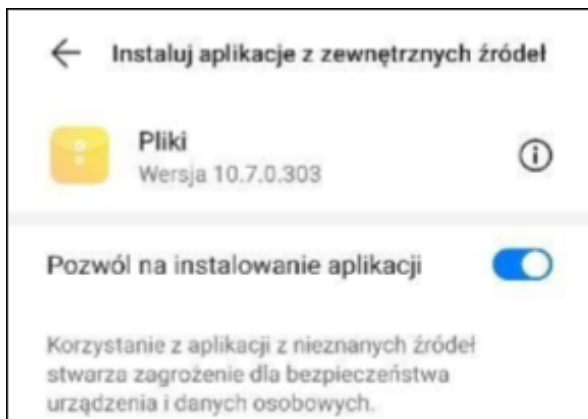 Instaluj aplikacje z zewnętrznych źródeł
Pliki
Wersja 10.7.0.303
Pozwól na instalowanie aplikacji
Korzystanie z aplikacji z nieznanych źródeł
stwarza zagrożenie dla bezpieczeństwa
urządzenia i danych osobowych.